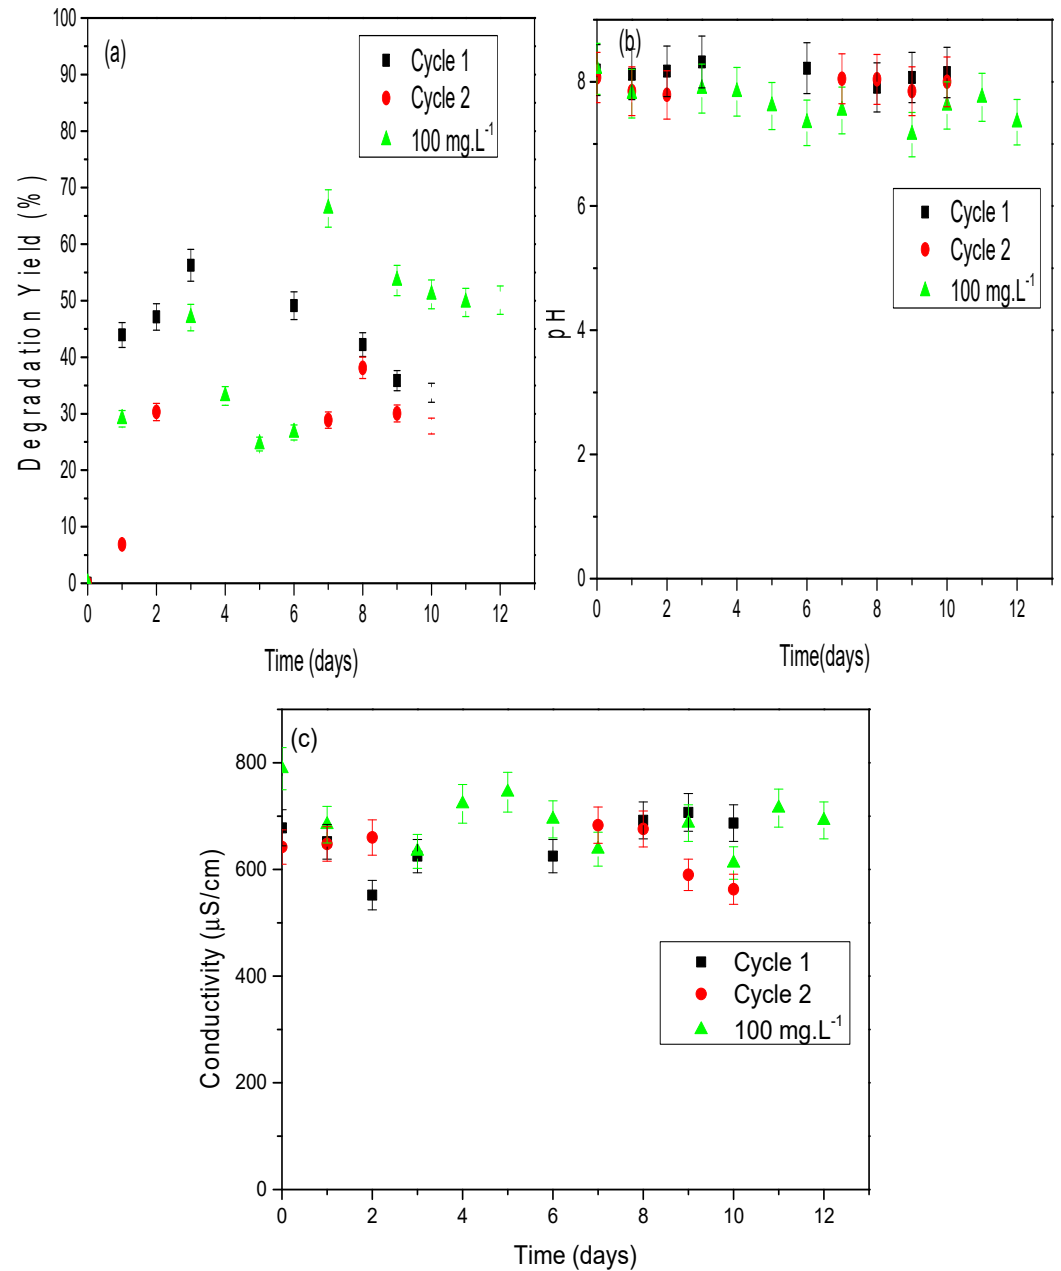 (a)
Cycle 1
Cycle 2
100 mg.L⁻¹
100
90
80
70
60
50
40
30
20
10
0
Degradation Yield (%)
0 2 4 6 8 10 12
Time (days)
(b)
8
6
4
2
0
pH
Cycle 1
Cycle 2
100 mg.L⁻¹
0 2 4 6 8 10 12
Time(days)
(c)
800
600
400
200
0
Conductivity (μS/cm)
Cycle 1
Cycle 2
100 mg.L⁻¹
0 2 4 6 8 10 12
Time (days)